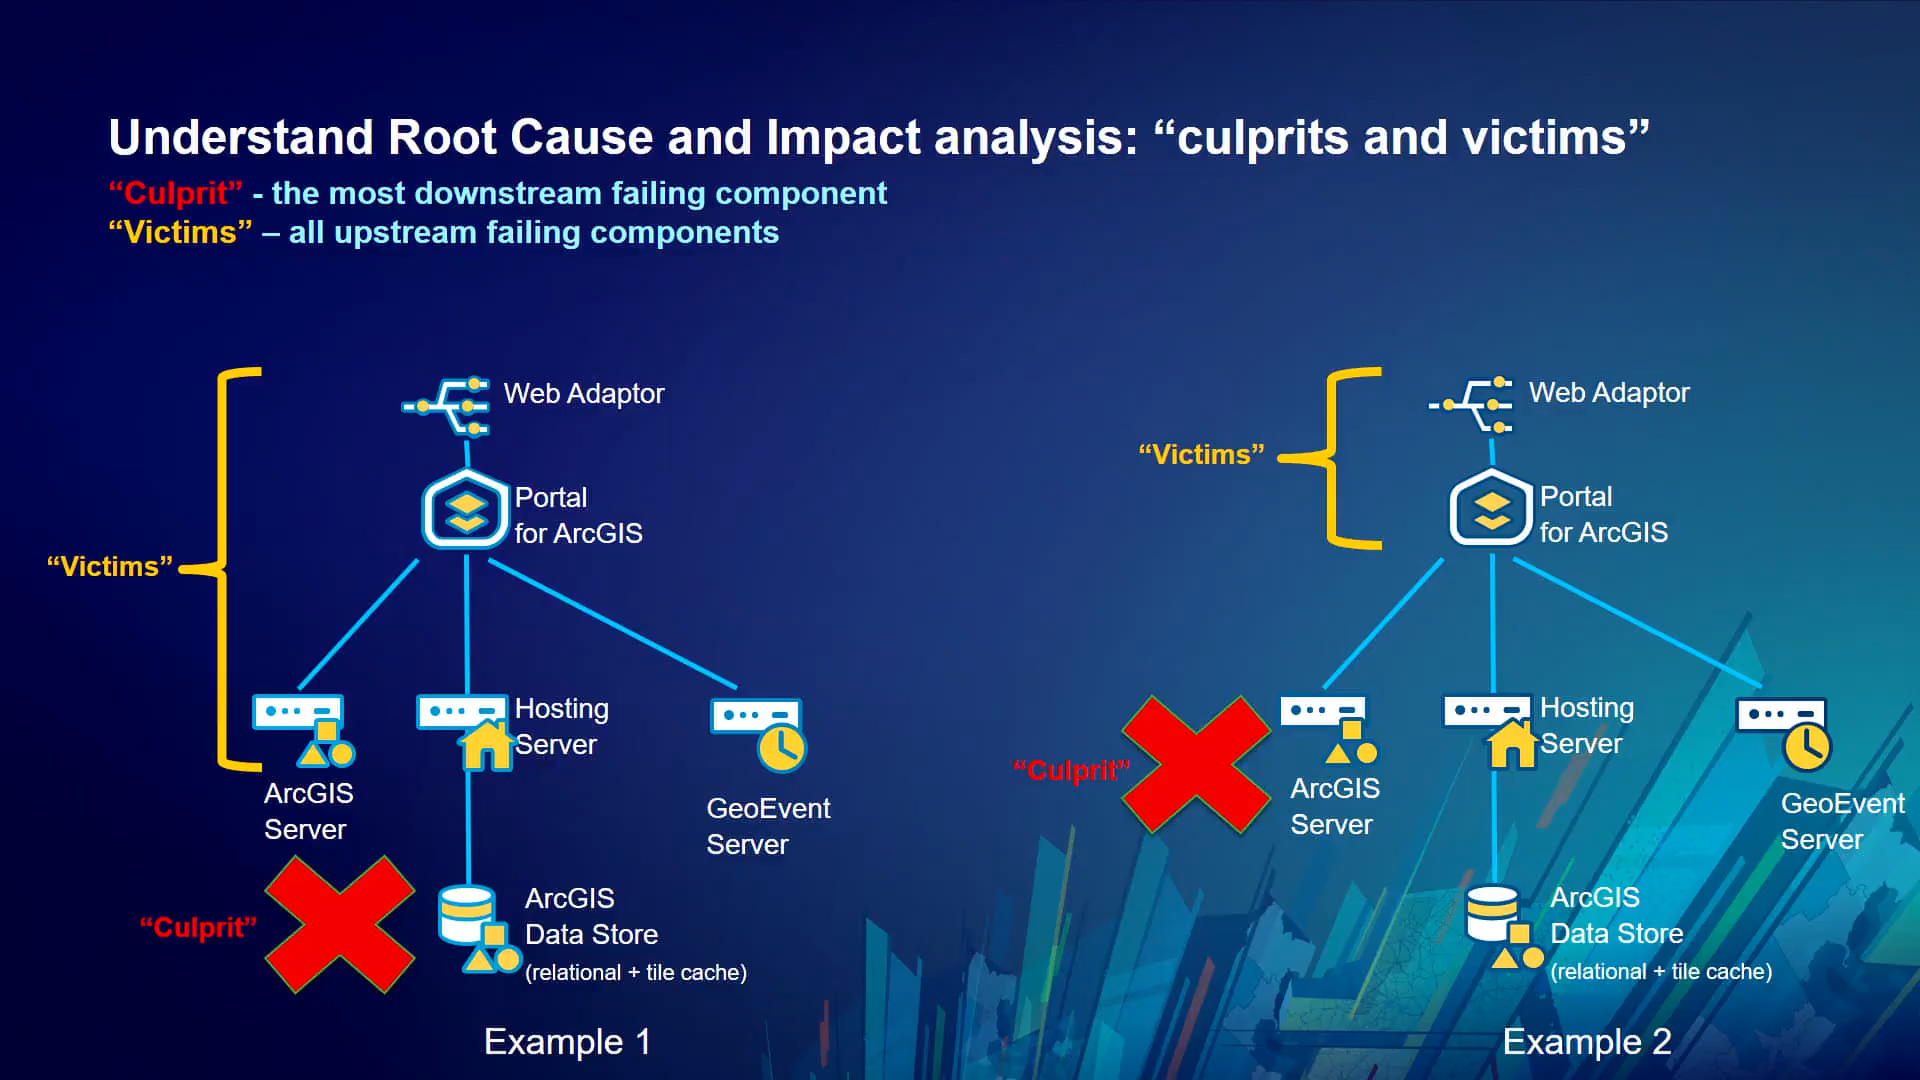 Understand Root Cause and Impact analysis: “culprits and victims”
“Culprit” - the most downstream failing component
“Victims” – all upstream failing components
Web Adaptor
Portal
for ArcGIS
“Victims”
Hosting
Server
ArcGIS
Server
GeoEvent
Server
“Culprit”
ArcGIS
Data Store
(relational + tile cache)
Example 1
Web Adaptor
“Victims”
Portal
for ArcGIS
Hosting
Server
“Culprit”
ArcGIS
Server
GeoEvent
Server
ArcGIS
Data Store
(relational + tile cache)
Example 2